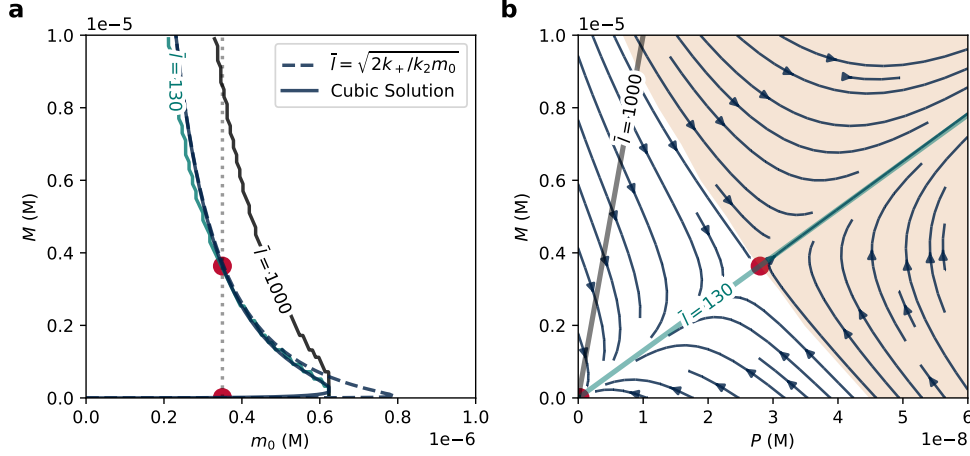 a
1e−5
1.0
0.8
0.6
0.4
0.2
0.0
M (M)
l̄ = 130
l̄ = 1000
l̄ = √2k₊/k₂m₀
Cubic Solution
0.0 0.2 0.4 0.6 0.8 1.0
m₀ (M)
1e−6
b
1e−5
1.0
0.8
0.6
0.4
0.2
0.0
M (M)
l̄ = 1000
l̄ = 130
0 1 2 3 4 5 6
P (M)
1e−8